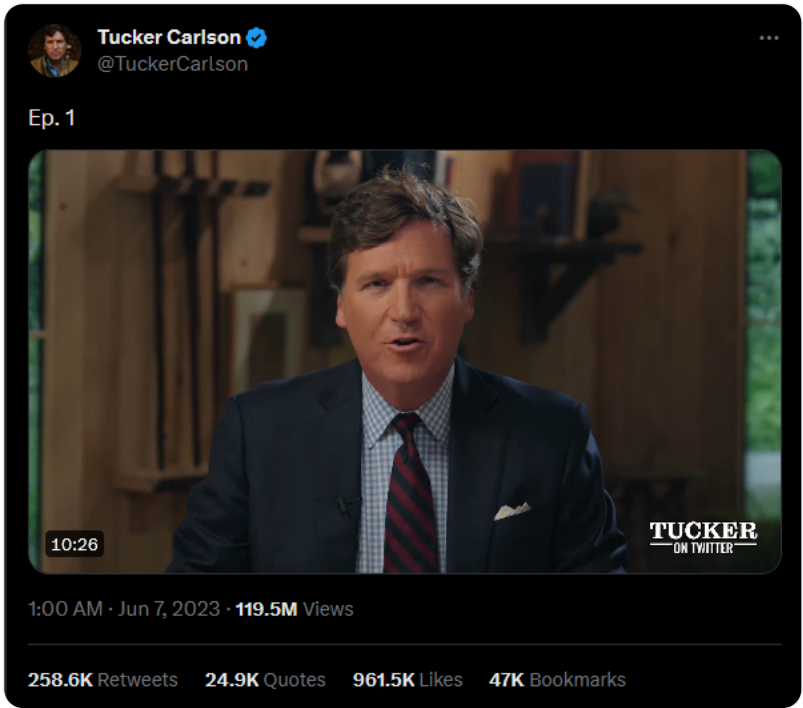 Tucker Carlson
@TuckerCarlson
Ep. 1
10:26
TUCKER
ON TWITTER
1:00 AM · Jun 7, 2023 · 119.5M Views
258.6K Retweets 24.9K Quotes 961.5K Likes 47K Bookmarks